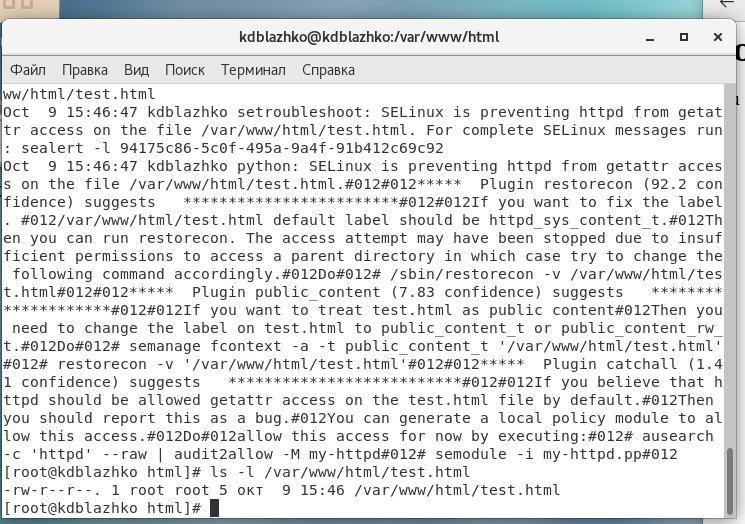 kdblazhko@kdblazhko:/var/www/html
Файл Правка Вид Поиск Терминал Справка
ww/html/test.html
Oct  9 15:46:47 kdblazhko setroubleshoot: SELinux is preventing httpd from getat
tr access on the file /var/www/html/test.html. For complete SELinux messages run
: sealert -l 94175c86-5c0f-495a-9a4f-91b412c69c92
Oct  9 15:46:47 kdblazhko python: SELinux is preventing httpd from getattr acces
s on the file /var/www/html/test.html.#012#012*****  Plugin restorecon (92.2 con
fidence) suggests   ************************#012#012If you want to fix the label
. #012/var/www/html/test.html default label should be httpd_sys_content_t.#012Th
en you can run restorecon. The access attempt may have been stopped due to insuf
ficient permissions to access a parent directory in which case try to change the
 following command accordingly.#012Do#012# /sbin/restorecon -v /var/www/html/tes
t.html#012#012*****  Plugin public_content (7.83 confidence) suggests   ********
********************#012#012If you want to treat test.html as public content#012Then you
 need to change the label on test.html to public_content_t or public_content_rw_
t.#012Do#012# semanage fcontext -a -t public_content_t '/var/www/html/test.html'
#012# restorecon -v '/var/www/html/test.html'#012#012*****  Plugin catchall (1.4
1 confidence) suggests   **************************#012#012If you believe that h
ttpd should be allowed getattr access on the test.html file by default.#012Then
you should report this as a bug.#012You can generate a local policy module to al
low this access.#012Do#012allow this access for now by executing:#012# ausearch
-c 'httpd' --raw | audit2allow -M my-httpd#012# semodule -i my-httpd.pp#012
[root@kdblazhko html]# ls -l /var/www/html/test.html
-rw-r--r--. 1 root root 5 окт  9 15:46 /var/www/html/test.html
[root@kdblazhko html]#